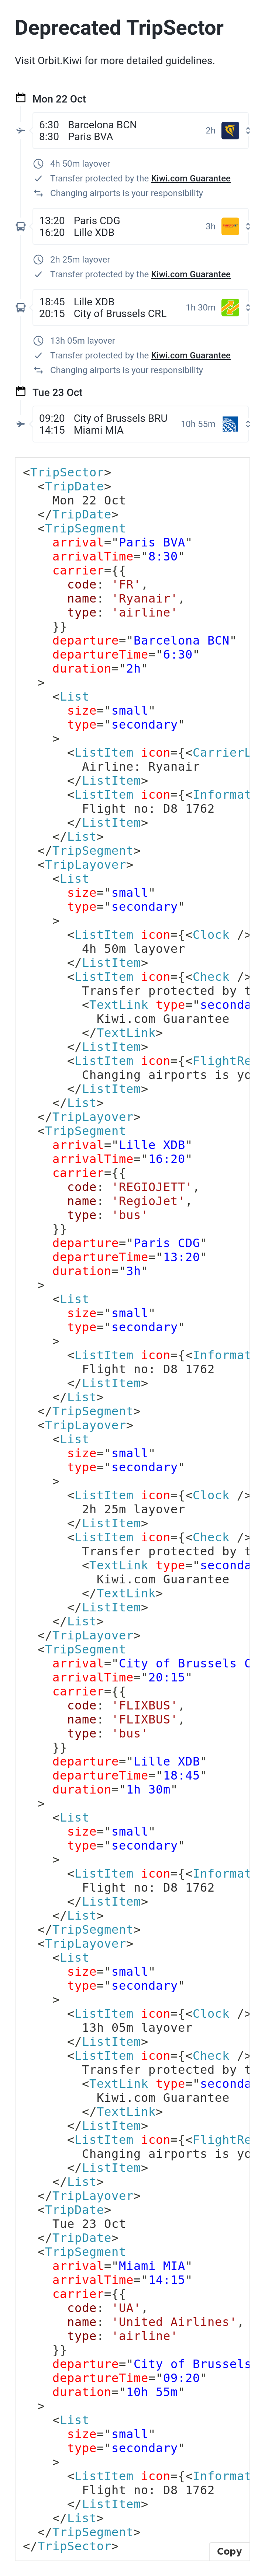 Deprecated TripSector
Visit Orbit.Kiwi for more detailed guidelines.
Mon 22 Oct
6:30 Barcelona BCN
8:30 Paris BVA
2h
4h 50m layover
Transfer protected by the Kiwi.com Guarantee
Changing airports is your responsibility
13:20 Paris CDG
16:20 Lille XDB
3h
2h 25m layover
Transfer protected by the Kiwi.com Guarantee
18:45 Lille XDB
20:15 City of Brussels CRL
1h 30m
13h 05m layover
Transfer protected by the Kiwi.com Guarantee
Changing airports is your responsibility
Tue 23 Oct
09:20 City of Brussels BRU
14:15 Miami MIA
10h 55m
<TripSector>
  <TripDate>
    Mon 22 Oct
  </TripDate>
  <TripSegment
    arrival="Paris BVA"
    arrivalTime="8:30"
    carrier={{
      code: 'FR',
      name: 'Ryanair',
      type: 'airline'
    }}
    departure="Barcelona BCN"
    departureTime="6:30"
    duration="2h"
  >
    <List
      size="small"
      type="secondary"
    >
      <ListItem icon={<CarrierL
        Airline: Ryanair
      </ListItem>
      <ListItem icon={<Informat
        Flight no: D8 1762
      </ListItem>
    </List>
  </TripSegment>
  <TripLayover>
    <List
      size="small"
      type="secondary"
    >
      <ListItem icon={<Clock />
        4h 50m layover
      </ListItem>
      <ListItem icon={<Check />
        Transfer protected by t
        <TextLink type="seconda
          Kiwi.com Guarantee
        </TextLink>
      </ListItem>
      <ListItem icon={<FlightRe
        Changing airports is yo
      </ListItem>
    </List>
  </TripLayover>
  <TripSegment
    arrival="Lille XDB"
    arrivalTime="16:20"
    carrier={{
      code: 'REGIOJETT',
      name: 'RegioJet',
      type: 'bus'
    }}
    departure="Paris CDG"
    departureTime="13:20"
    duration="3h"
  >
    <List
      size="small"
      type="secondary"
    >
      <ListItem icon={<Informat
        Flight no: D8 1762
      </ListItem>
    </List>
  </TripSegment>
  <TripLayover>
    <List
      size="small"
      type="secondary"
    >
      <ListItem icon={<Clock />
        2h 25m layover
      </ListItem>
      <ListItem icon={<Check />
        Transfer protected by t
        <TextLink type="seconda
          Kiwi.com Guarantee
        </TextLink>
      </ListItem>
    </List>
  </TripLayover>
  <TripSegment
    arrival="City of Brussels C
    arrivalTime="20:15"
    carrier={{
      code: 'FLIXBUS',
      name: 'FLIXBUS',
      type: 'bus'
    }}
    departure="Lille XDB"
    departureTime="18:45"
    duration="1h 30m"
  >
    <List
      size="small"
      type="secondary"
    >
      <ListItem icon={<Informat
        Flight no: D8 1762
      </ListItem>
    </List>
  </TripSegment>
  <TripLayover>
    <List
      size="small"
      type="secondary"
    >
      <ListItem icon={<Clock />
        13h 05m layover
      </ListItem>
      <ListItem icon={<Check />
        Transfer protected by t
        <TextLink type="seconda
          Kiwi.com Guarantee
        </TextLink>
      </ListItem>
      <ListItem icon={<FlightRe
        Changing airports is yo
      </ListItem>
    </List>
  </TripLayover>
  <TripDate>
    Tue 23 Oct
  </TripDate>
  <TripSegment
    arrival="Miami MIA"
    arrivalTime="14:15"
    carrier={{
      code: 'UA',
      name: 'United Airlines',
      type: 'airline'
    }}
    departure="City of Brussels
    departureTime="09:20"
    duration="10h 55m"
  >
    <List
      size="small"
      type="secondary"
    >
      <ListItem icon={<Informat
        Flight no: D8 1762
      </ListItem>
    </List>
  </TripSegment>
</TripSector>
Copy